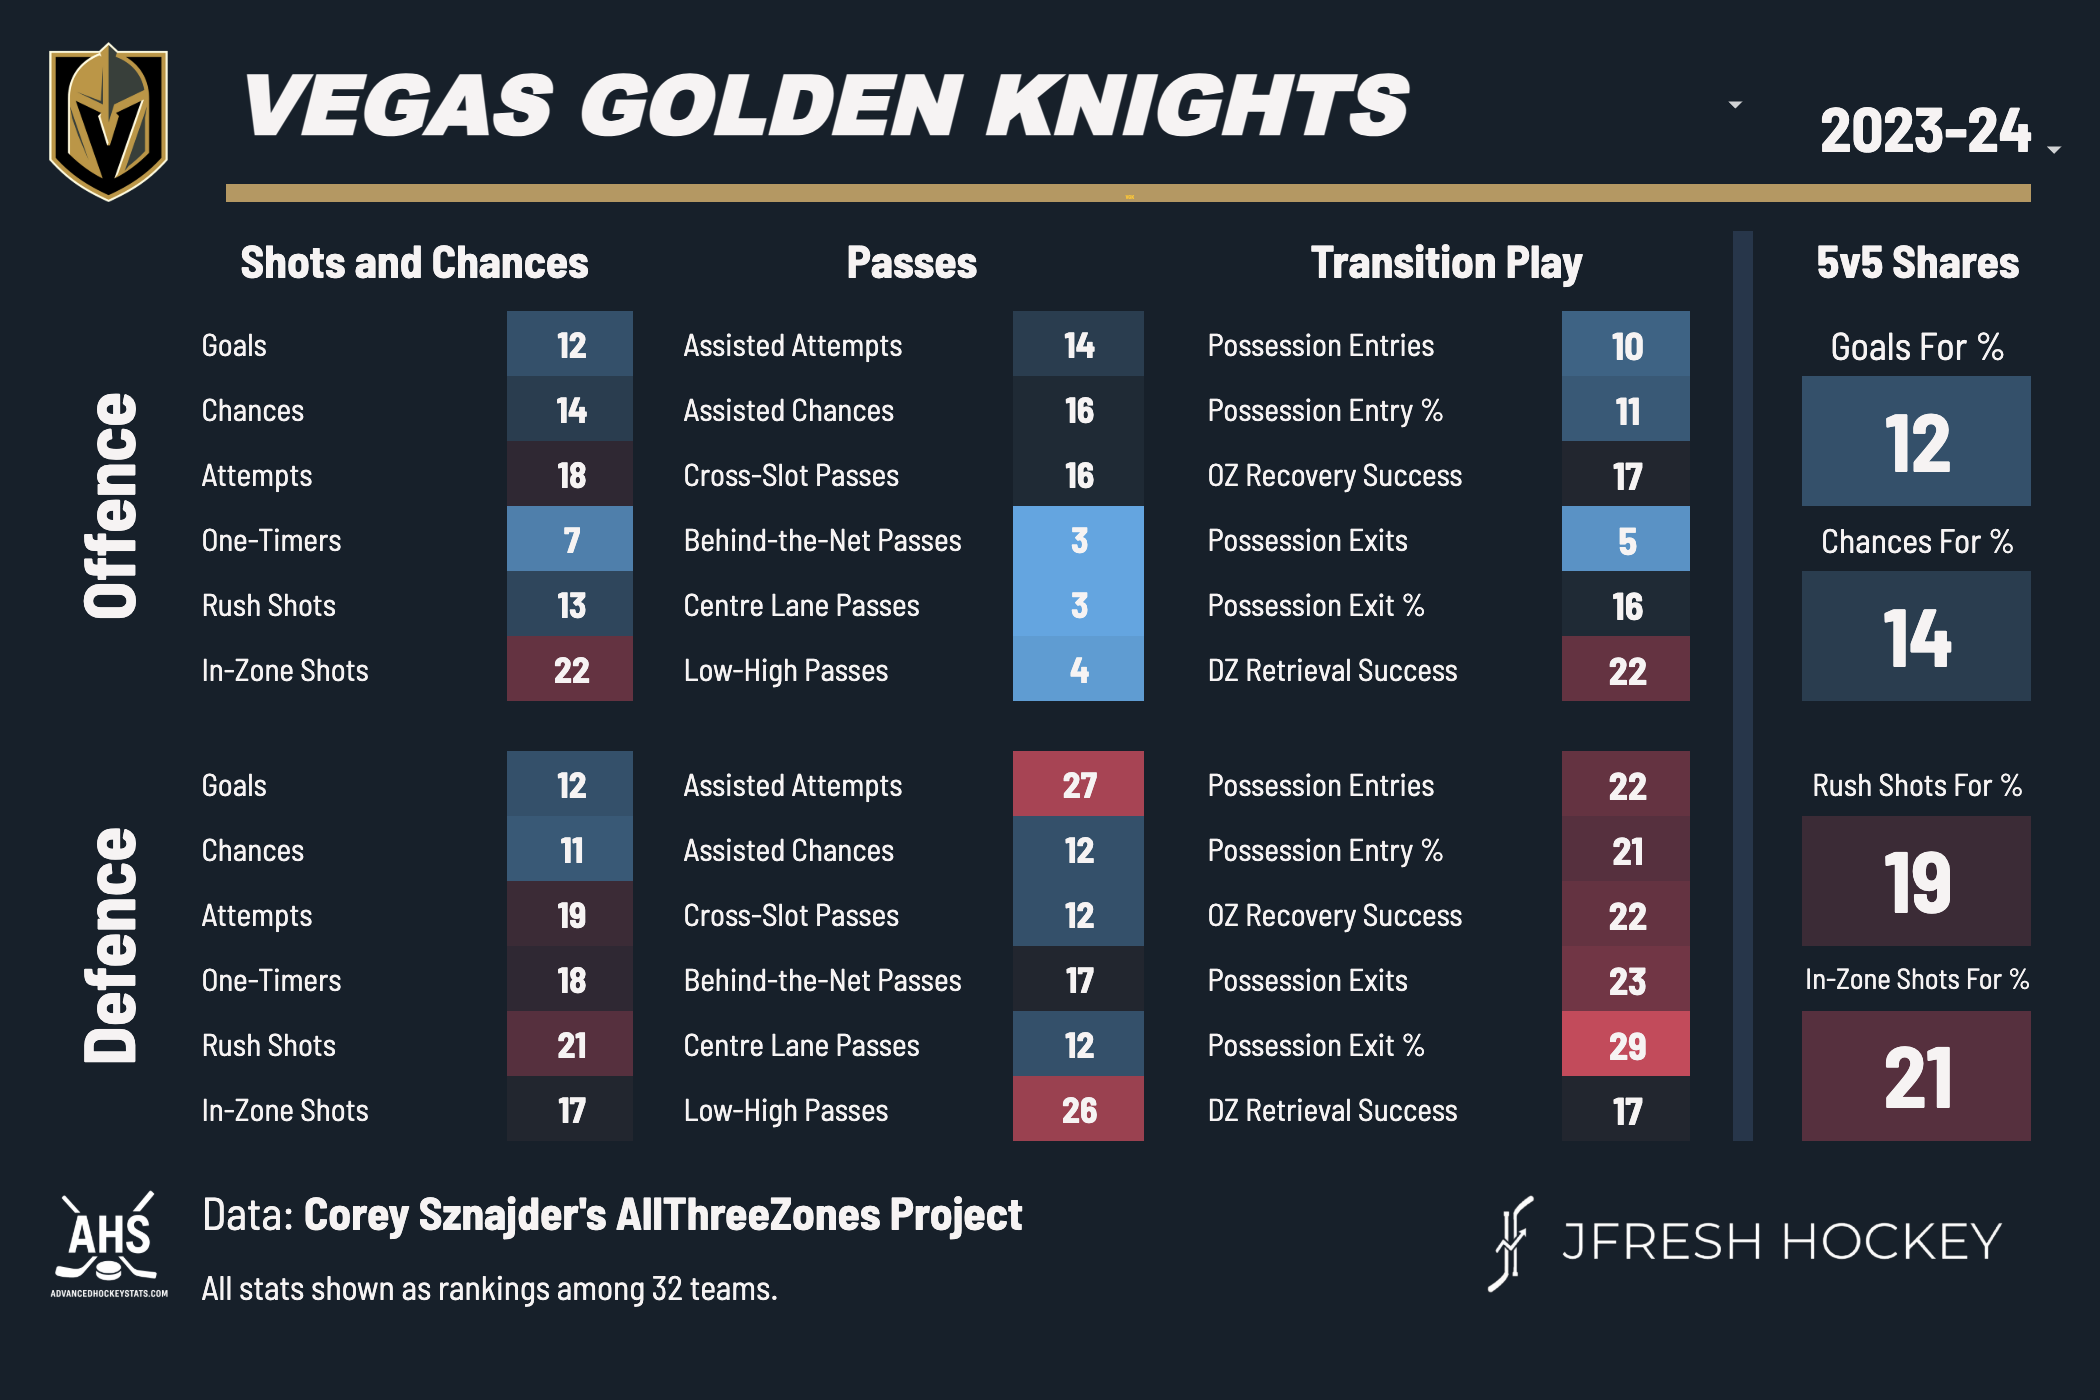 VEGAS GOLDEN KNIGHTS
2023-24
Shots and Chances Passes Transition Play 5v5 Shares
Offence
Goals 12 Assisted Attempts 14 Possession Entries 10
Chances 14 Assisted Chances 16 Possession Entry % 11
Attempts 18 Cross-Slot Passes 16 OZ Recovery Success 17
One-Timers 7 Behind-the-Net Passes 3 Possession Exits 5
Rush Shots 13 Centre Lane Passes 3 Possession Exit % 16
In-Zone Shots 22 Low-High Passes 4 DZ Retrieval Success 22
Defence
Goals 12 Assisted Attempts 27 Possession Entries 22
Chances 11 Assisted Chances 12 Possession Entry % 21
Attempts 19 Cross-Slot Passes 12 OZ Recovery Success 22
One-Timers 18 Behind-the-Net Passes 17 Possession Exits 23
Rush Shots 21 Centre Lane Passes 12 Possession Exit % 29
In-Zone Shots 17 Low-High Passes 26 DZ Retrieval Success 17
Goals For %
12
Chances For %
14
Rush Shots For %
19
In-Zone Shots For %
21
AHS
ADVANCEDHOCKEYSTATS.COM
Data: Corey Sznajder's AllThreeZones Project
All stats shown as rankings among 32 teams.
JFRESH HOCKEY